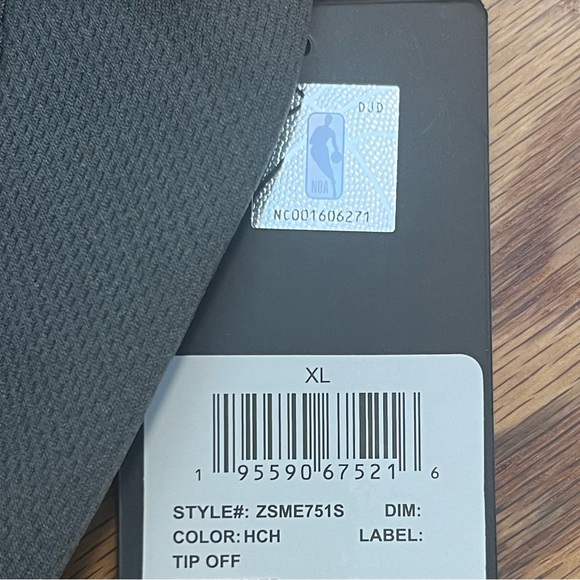 DJD
NBA
NC001606271
XL
1 95590 67521 6
STYLE#: ZSME751S DIM:
COLOR: HCH LABEL:
TIP OFF